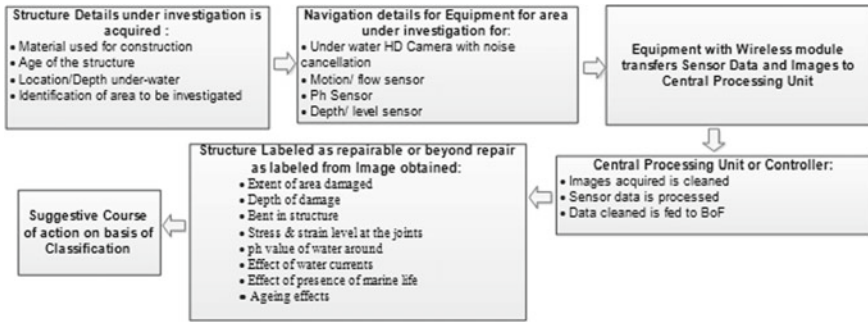 Structure Details under investigation is
acquired :
• Material used for construction
• Age of the structure
• Location/Depth under-water
• Identification of area to be investigated
Navigation details for Equipment for area
under investigation for:
• Under water HD Camera with noise
cancellation
• Motion/ flow sensor
• Ph Sensor
• Depth/ level sensor
Equipment with Wireless module
transfers Sensor Data and Images to
Central Processing Unit
Central Processing Unit or Controller:
• Images acquired is cleaned
• Sensor data is processed
• Data cleaned is fed to BoF
Structure Labeled as repairable or beyond repair
as labeled from Image obtained:
• Extent of area damaged
• Depth of damage
• Bent in structure
• Stress & strain level at the joints
• ph value of water around
• Effect of water currents
• Effect of presence of marine life
• Ageing effects
Suggestive Course
of action on basis of
Classification